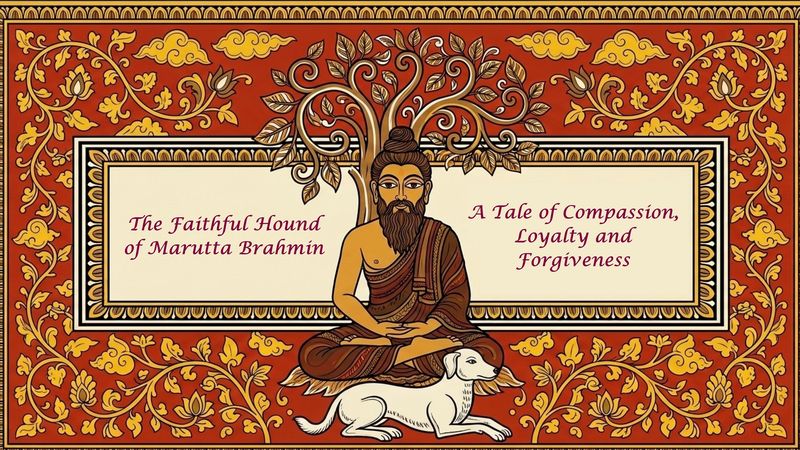 The Faithful Hound
of Marutta Brahmin
A Tale of Compassion,
Loyalty and
Forgiveness